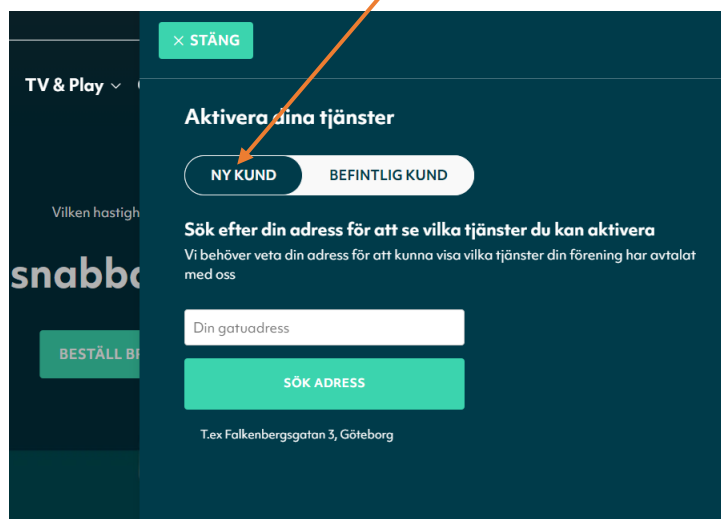 × STÄNG
TV & Play
Aktivera dina tjänster
NY KUND
BEFINTLIG KUND
Vilken hastigh
Sök efter din adress för att se vilka tjänster du kan aktivera
Vi behöver veta din adress för att kunna visa vilka tjänster din förening har avtalat
med oss
snabba
Din gatuadress
BESTÄLL BR
SÖK ADRESS
T.ex Falkenbergsgatan 3, Göteborg